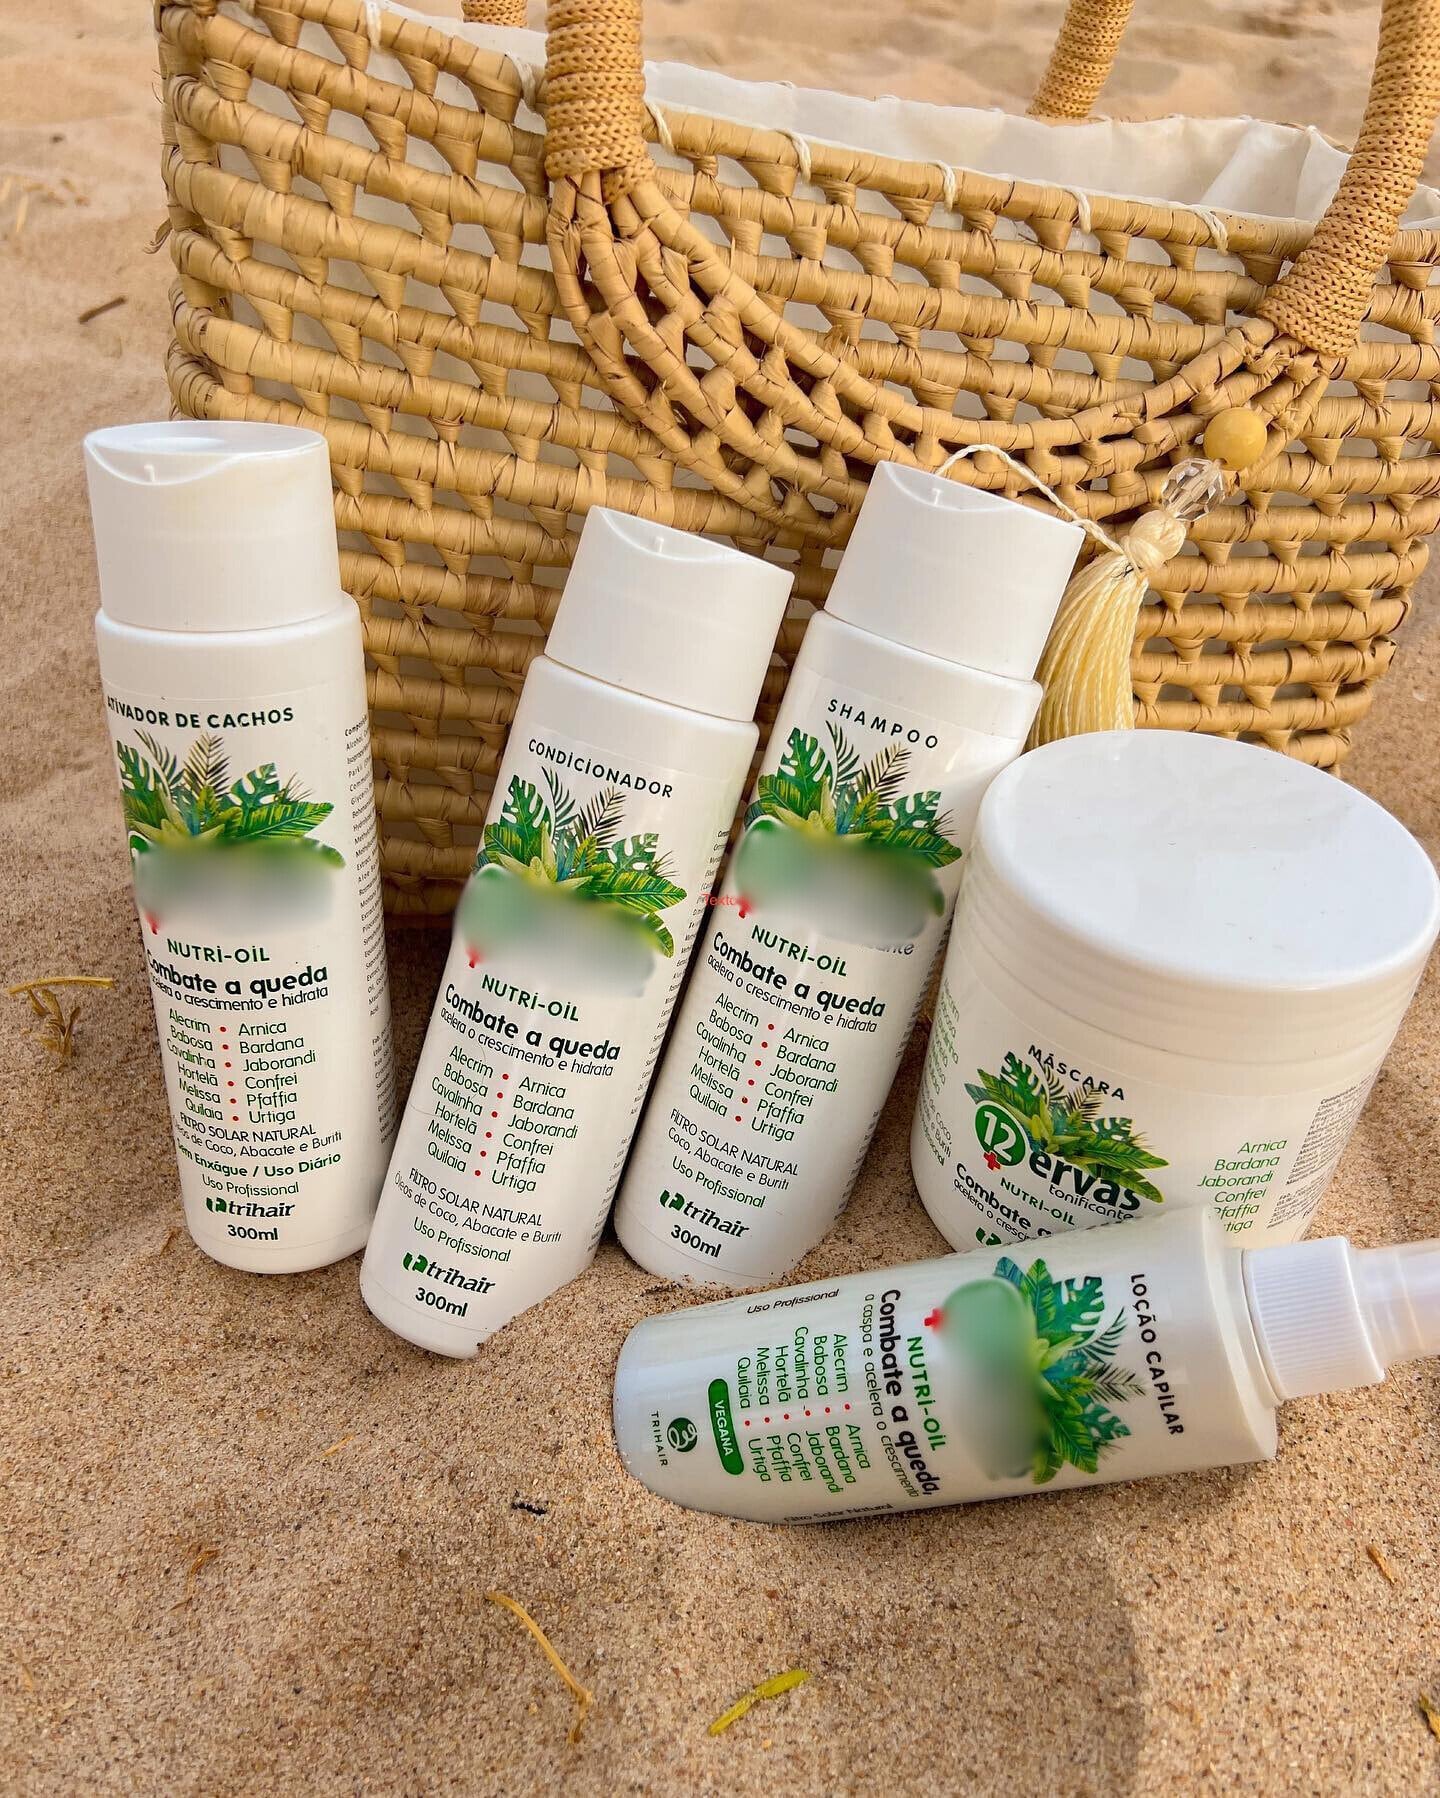 ATIVADOR DE CACHOS
NUTRI-OIL
Combate a queda
acelera o crescimento e hidrata
Alecrim • Arnica
Babosa • Bardana
Cavalinha • Jaborandi
Hortelã • Confrei
Melissa • Pfaffia
Quilaia • Urtiga
FILTRO SOLAR NATURAL
Óleos de Coco, Abacate e Buriti
Sem Enxágue / Uso Diário
Uso Profissional
trihair
300ml
CONDICIONADOR
NUTRI-OIL
Combate a queda
acelera o crescimento e hidrata
Alecrim • Arnica
Babosa • Bardana
Cavalinha • Jaborandi
Hortelã • Confrei
Melissa • Pfaffia
Quilaia • Urtiga
FILTRO SOLAR NATURAL
Óleos de Coco, Abacate e Buriti
Uso Profissional
trihair
300ml
SHAMPOO
Texto
NUTRI-OIL
Combate a queda
acelera o crescimento e hidrata
Alecrim • Arnica
Babosa • Bardana
Cavalinha • Jaborandi
Hortelã • Confrei
Melissa • Pfaffia
Quilaia • Urtiga
FILTRO SOLAR NATURAL
Coco, Abacate e Buriti
Uso Profissional
trihair
300ml
MÁSCARA
12 ervas
tonificante
NUTRI-OIL
Combate a
Arnica
Bardana
Jaborandi
Confrei
Pfaffia
LOÇÃO CAPILAR
NUTRI-OIL
Combate a queda,
a caspa e acelera o crescimento
Alecrim • Arnica
Babosa • Bardana
Cavalinha • Jaborandi
Hortelã • Confrei
Melissa • Pfaffia
Quilaia • Urtiga
VEGANA
TRIHAIR
Uso Profissional
Filtro Solar Natural